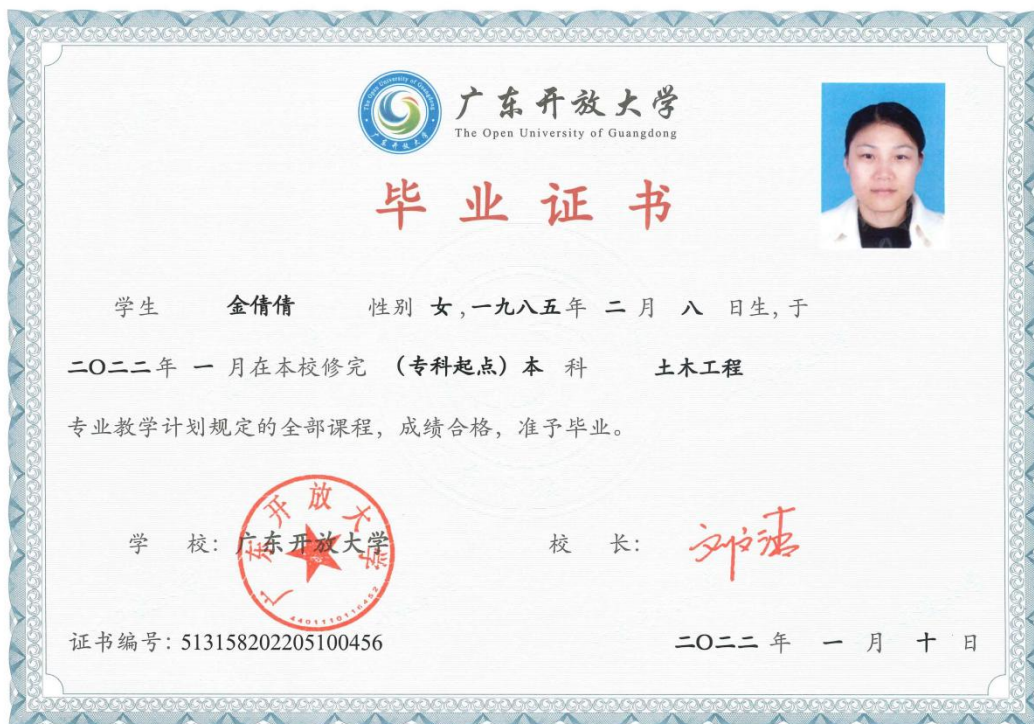 The Open University of Guangdong
广东开放大学
广东开放大学
The Open University of Guangdong
毕业证书
学生 金倩倩 性别 女，一九八五年 二 月 八 日生，于
二〇二二年 一 月在本校修完 （专科起点）本 科 土木工程
专业教学计划规定的全部课程，成绩合格，准予毕业。
广东开放大学
4401110116452
学 校：广东开放大学 校 长：
证书编号：513158202205100456 二〇二二 年 一 月 十 日